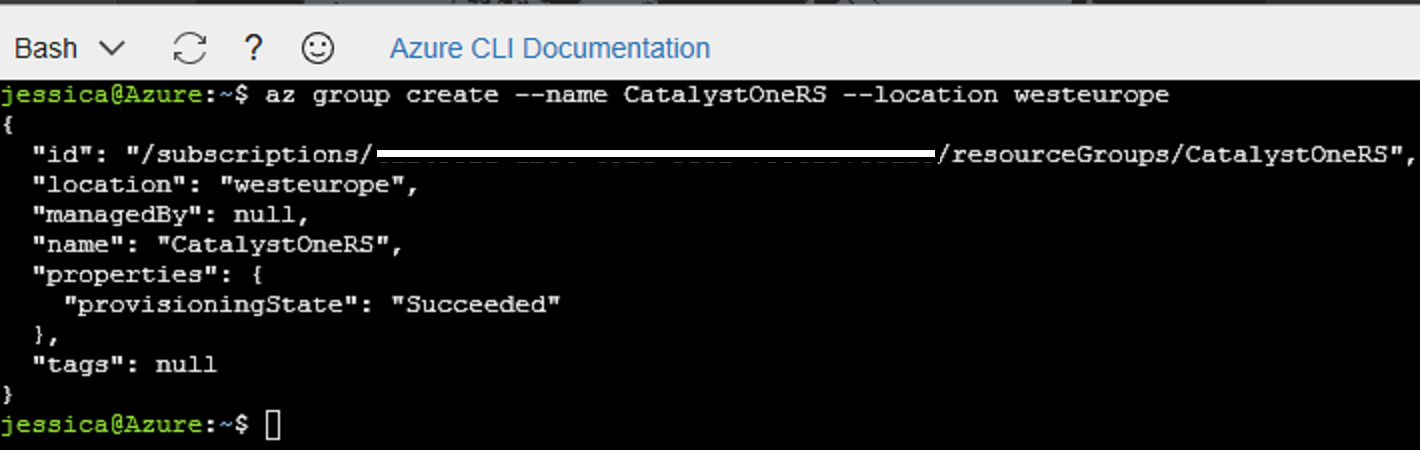 Bash ? Azure CLI Documentation
jessica@Azure:~$ az group create --name CatalystOneRS --location westeurope
{
"id": "/subscriptions/ /resourceGroups/CatalystOneRS",
"location": "westeurope",
"managedBy": null,
"name": "CatalystOneRS",
"properties": {
"provisioningState": "Succeeded"
},
"tags": null
}
jessica@Azure:~$